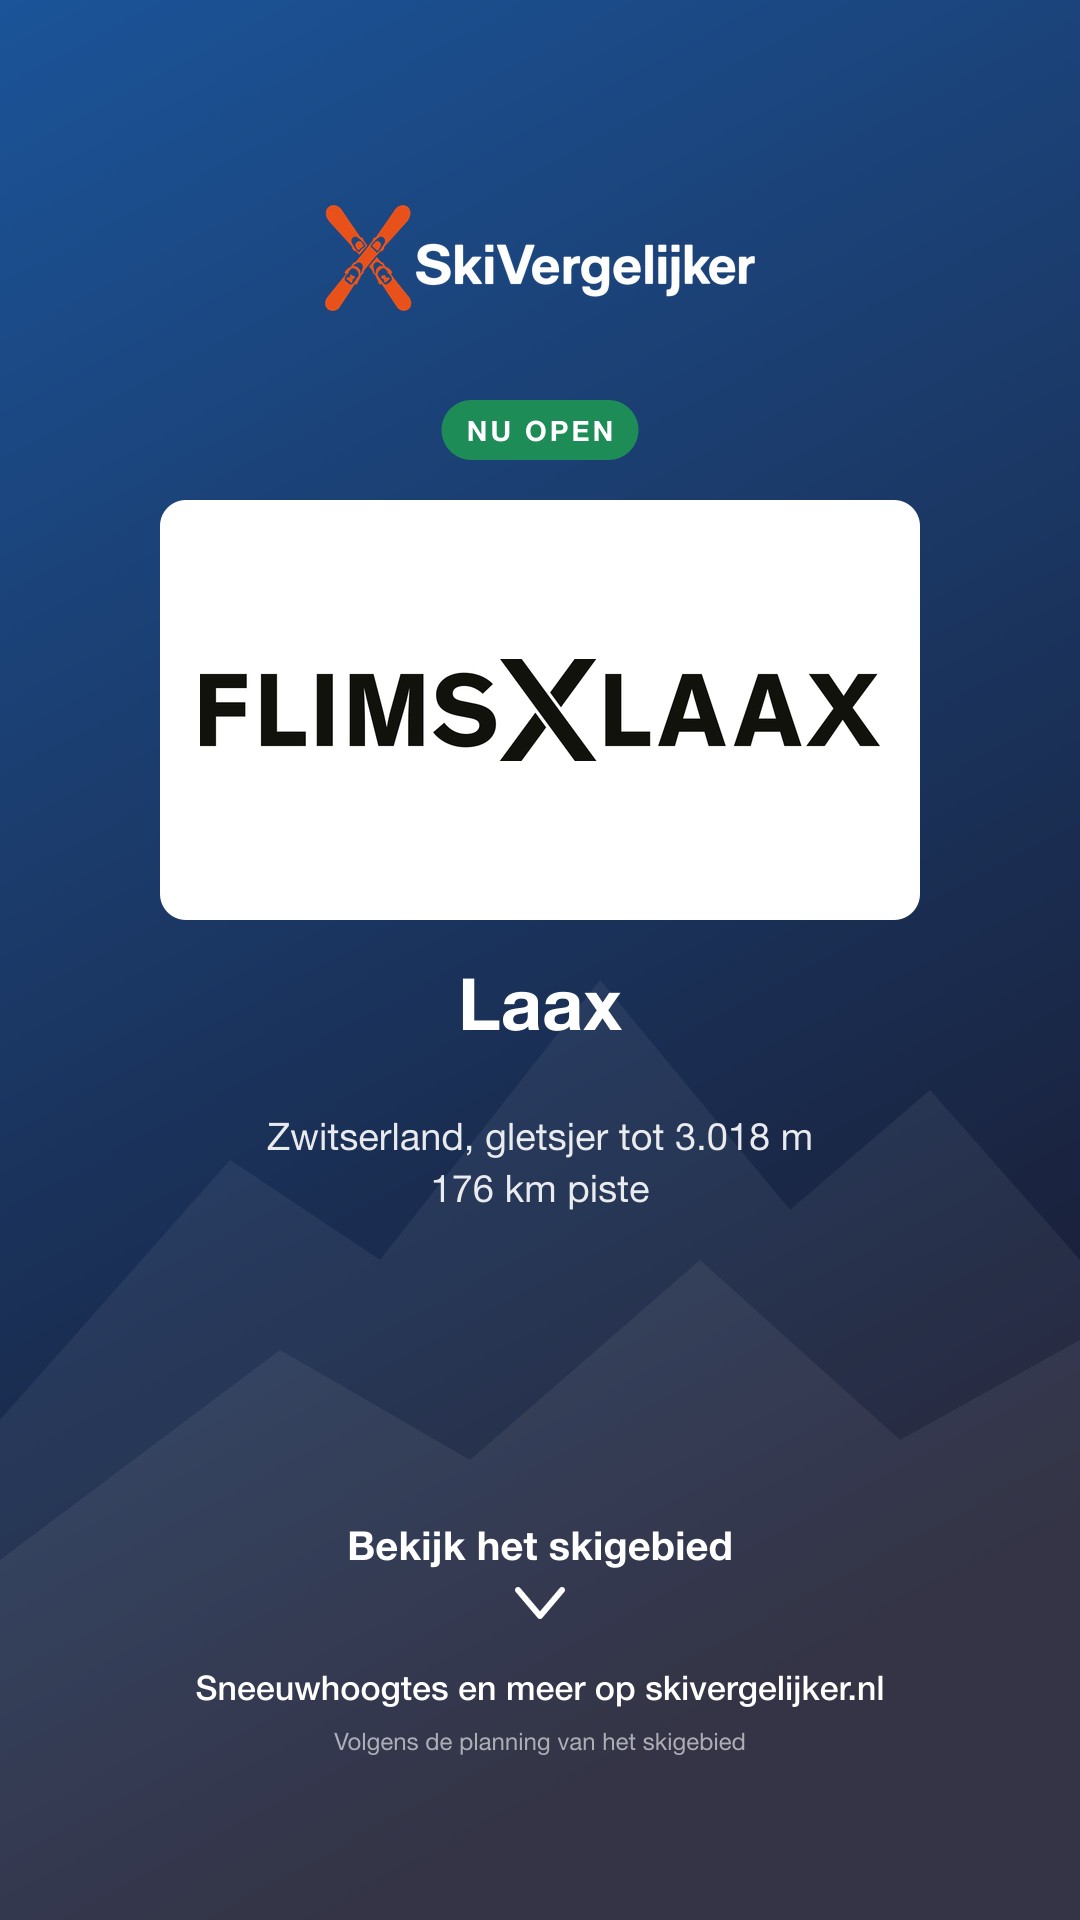 SkiVergelijker
NU OPEN
FLIMSXLAAX
Laax
Zwitserland, gletsjer tot 3.018 m
176 km piste
Bekijk het skigebied
Sneeuwhoogtes en meer op skivergelijker.nl
Volgens de planning van het skigebied